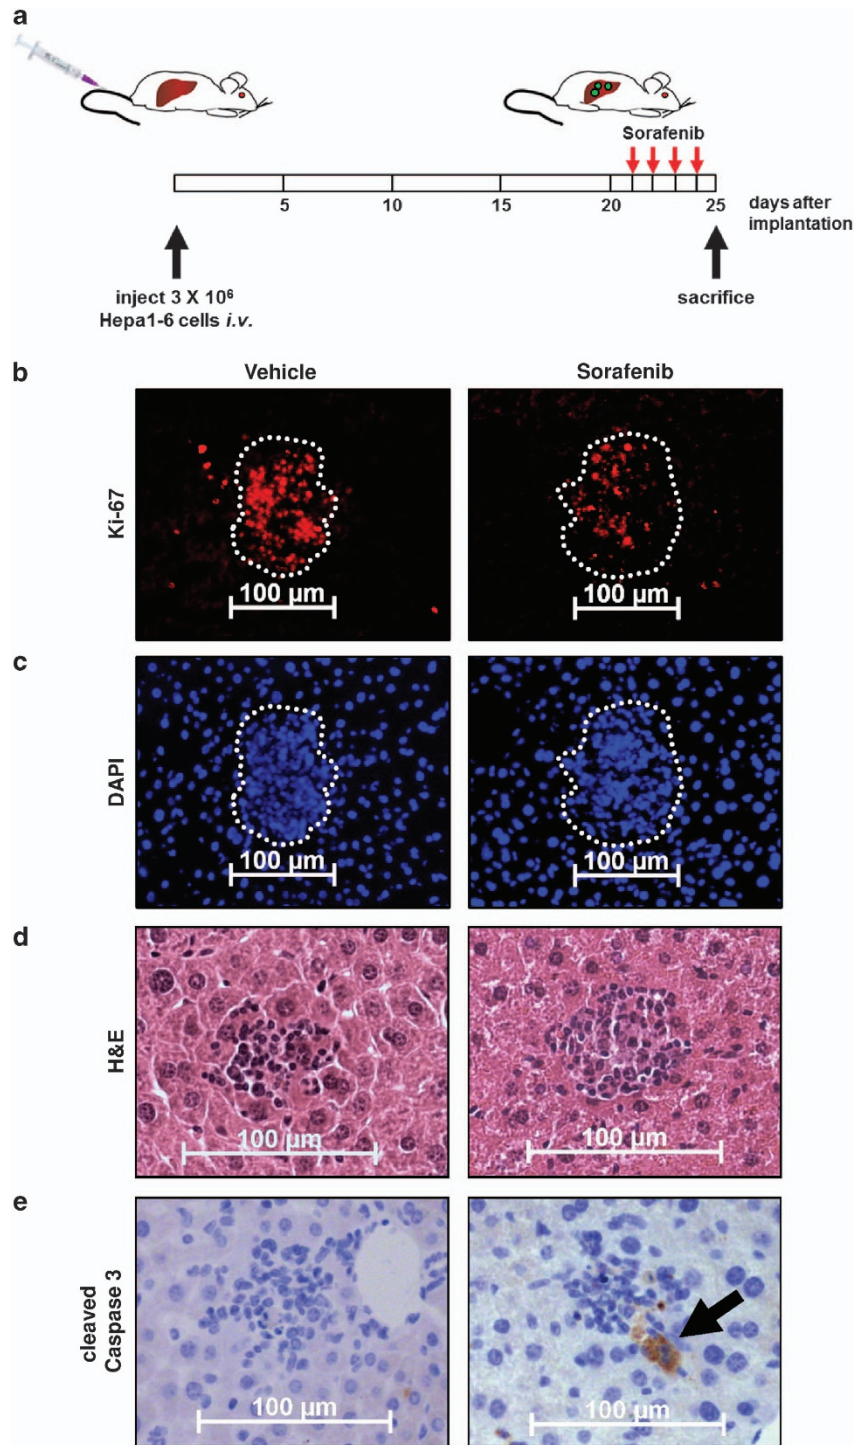 a
Sorafenib
5 10 15 20 25
days after
implantation
inject 3 X 10⁶
Hepa1-6 cells i.v.
sacrifice
b
Vehicle
Sorafenib
Ki-67
100 µm
100 µm
c
DAPI
100 µm
100 µm
d
H&E
100 µm
100 µm
e
cleaved
Caspase 3
100 µm
100 µm